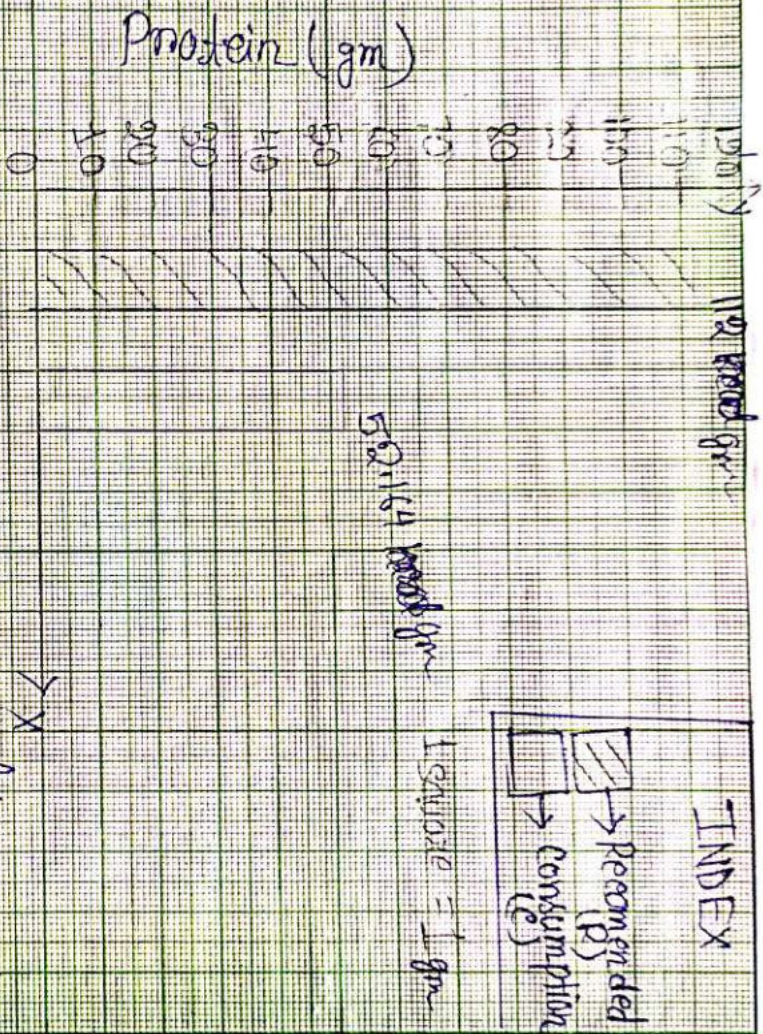 INDEX
→ Recomended
(R)
→ Consumption
(C)
1 square = 1 gm
112 gm
52.164 gm
Protein (gm)
120
110
100
80
70
60
50
40
30
20
10
0
X